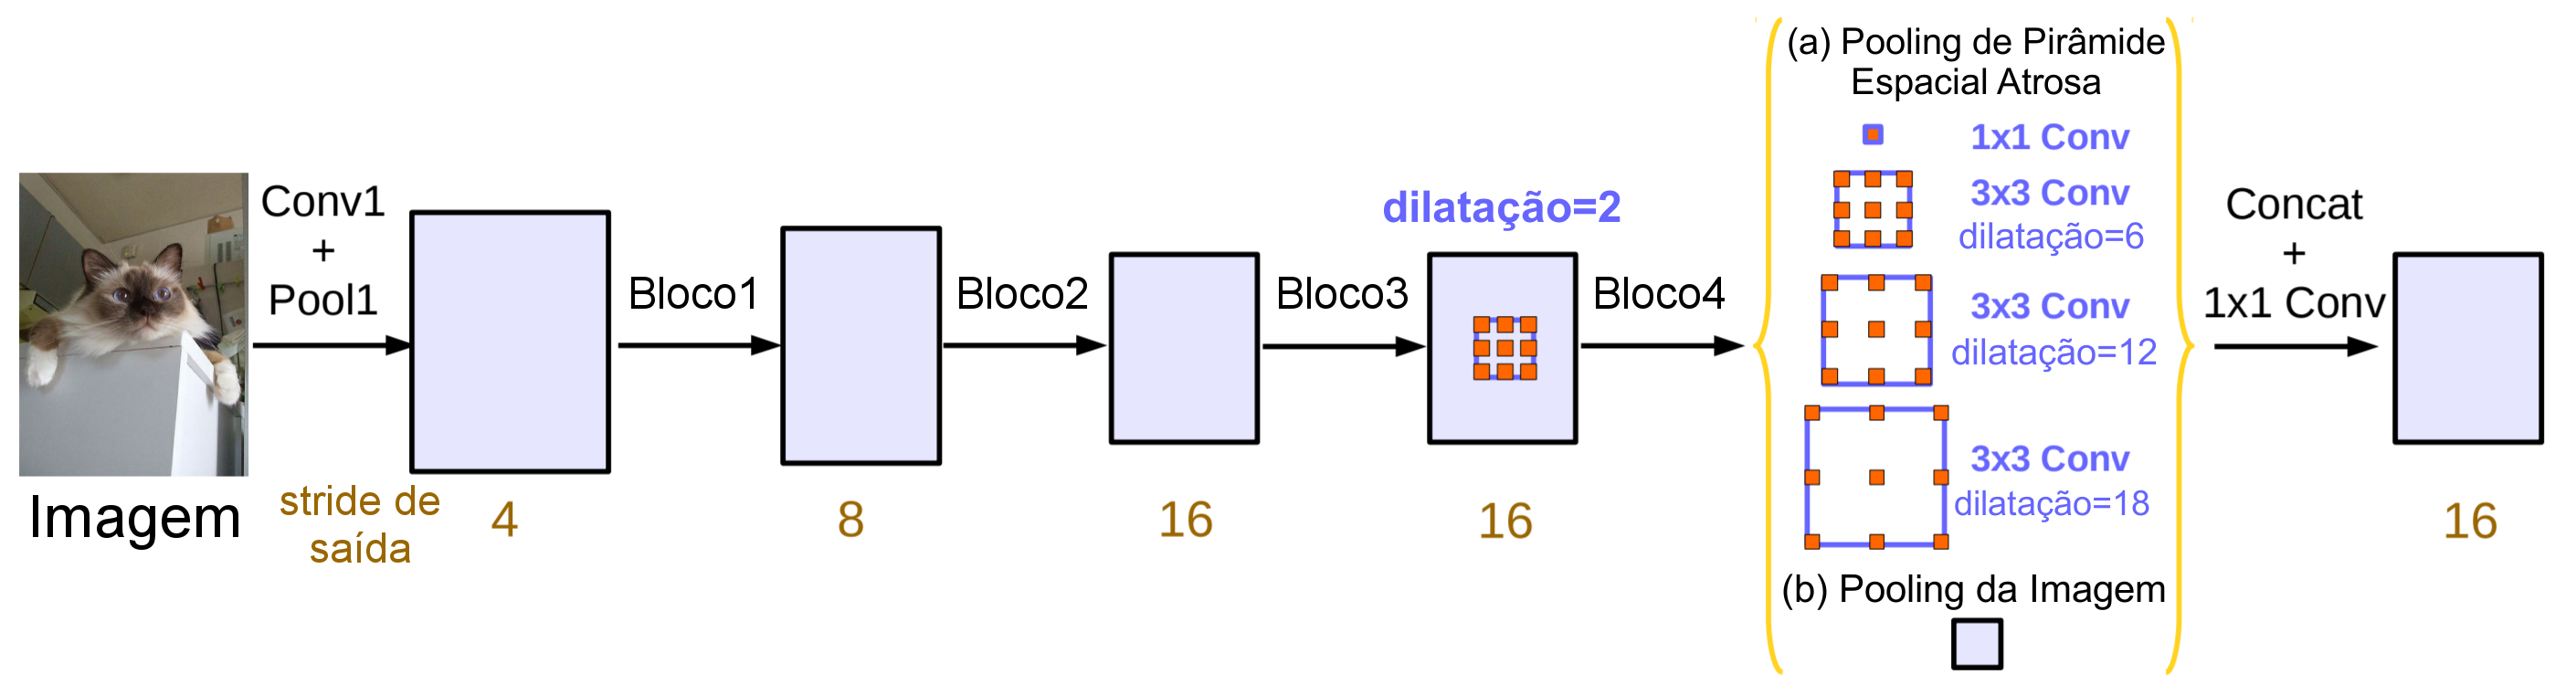 Imagem
Conv1
+
Pool1
stride de
saída
4
Bloco1
8
Bloco2
16
Bloco3
dilatação=2
16
Bloco4
(a) Pooling de Pirâmide
Espacial Atrosa
1x1 Conv
3x3 Conv
dilatação=6
3x3 Conv
dilatação=12
3x3 Conv
dilatação=18
(b) Pooling da Imagem
Concat
+
1x1 Conv
16